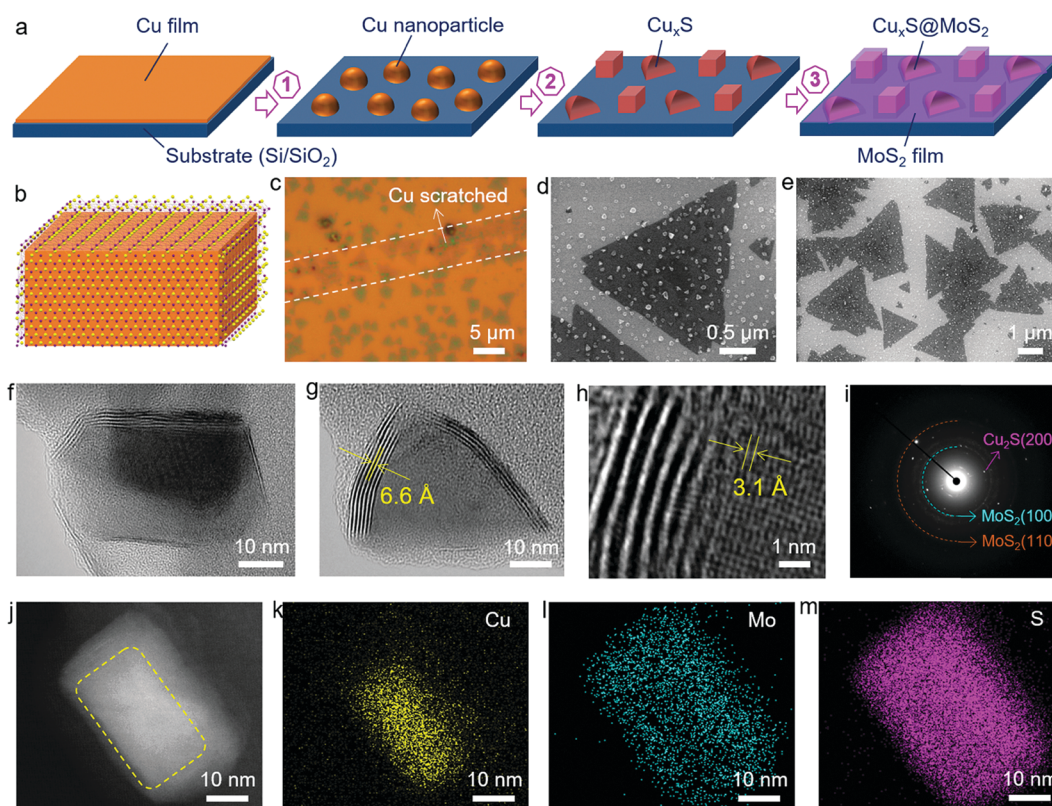 a
Cu film
Cu nanoparticle
CuₓS
CuₓS@MoS₂
1
2
3
Substrate (Si/SiO₂)
MoS₂ film
b
c
Cu scratched
5 µm
d
0.5 µm
e
1 µm
f
10 nm
g
6.6 Å
10 nm
h
3.1 Å
1 nm
i
Cu₂S(200
MoS₂(100
MoS₂(110
j
10 nm
k
Cu
10 nm
l
Mo
10 nm
m
S
10 nm